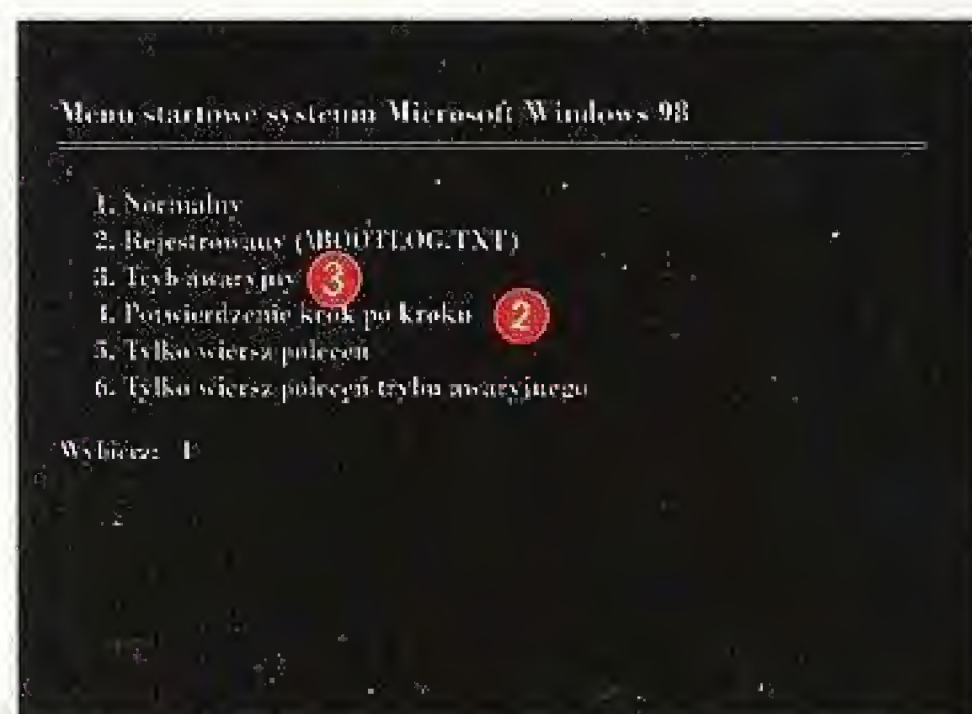 Menu startowe systemu Microsoft Windows 98
1. Normalny
2. Rejestrowany (\BOOTLOG.TXT)
3. Tryb awaryjny 3
4. Potwierdzenie krok po kroku 2
5. Tylko wiersz poleceń
6. Tylko wiersz poleceń trybu awaryjnego
Wybierz: